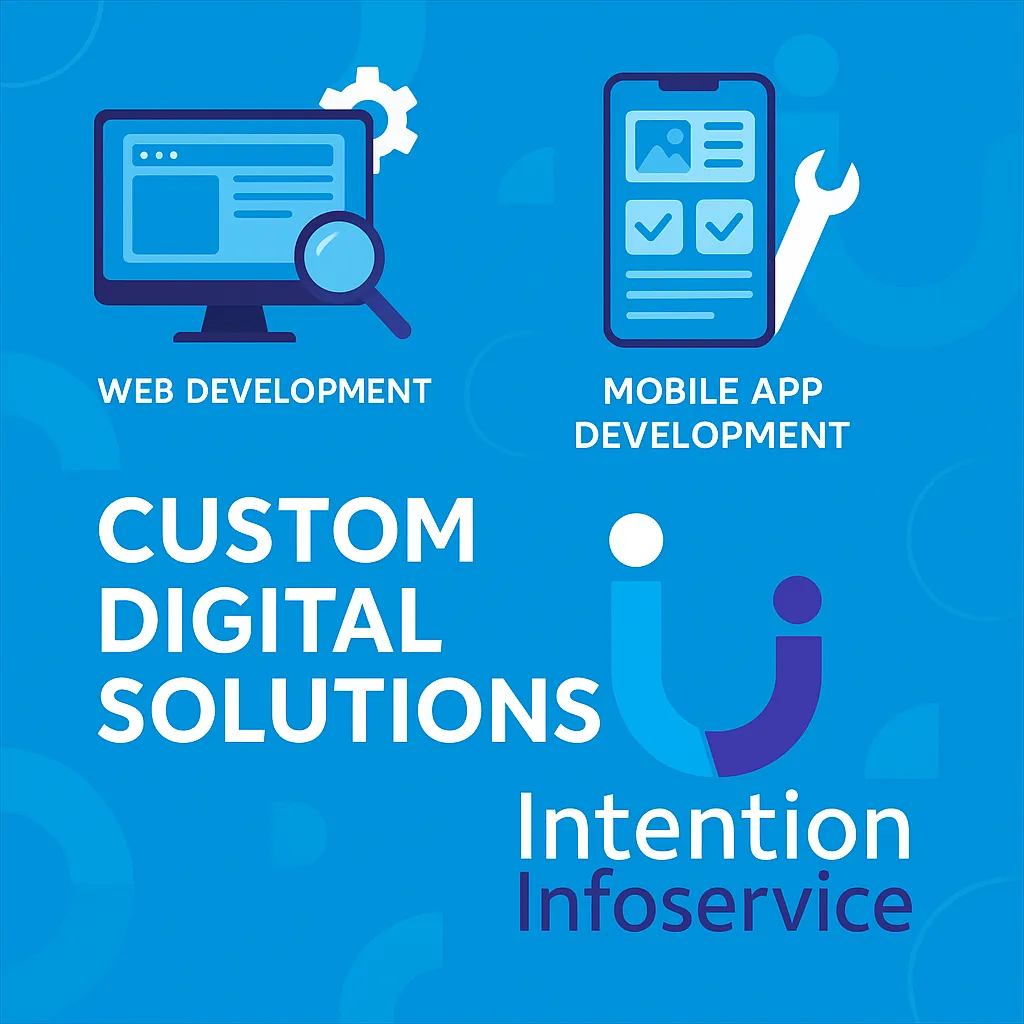 WEB DEVELOPMENT
MOBILE APP
DEVELOPMENT
CUSTOM
DIGITAL
SOLUTIONS
Intention
Infoservice